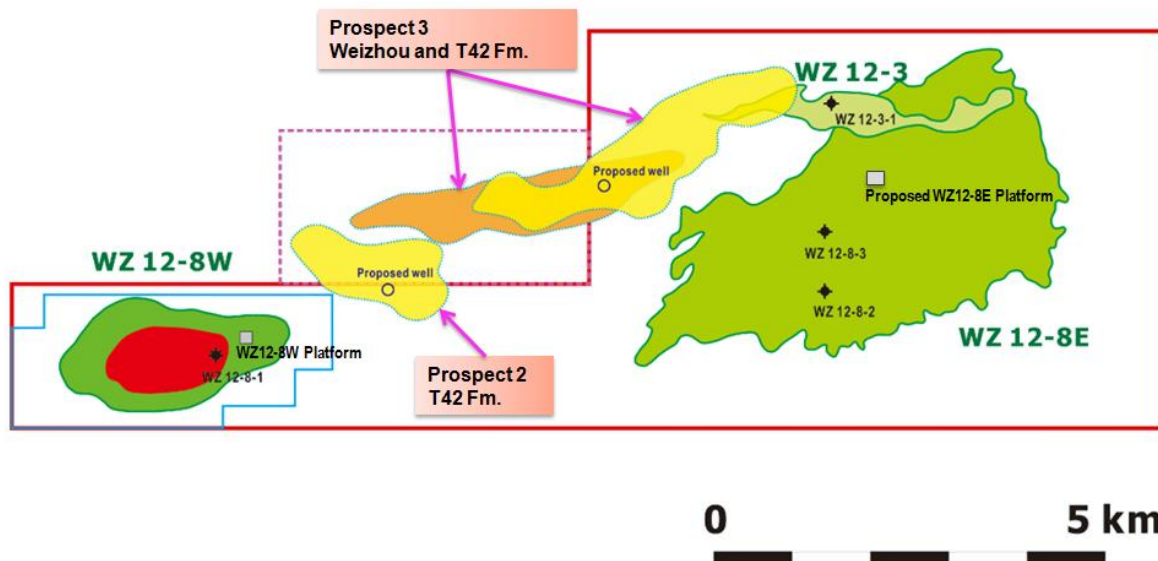 Prospect 3
Weizhou and T42 Fm.
WZ 12-3
WZ 12-3-1
Proposed well
Proposed WZ12-8E Platform
WZ 12-8-3
WZ 12-8W
Proposed well
WZ 12-8-2
WZ 12-8E
WZ12-8W Platform
WZ 12-8-1
Prospect 2
T42 Fm.
0 5 km